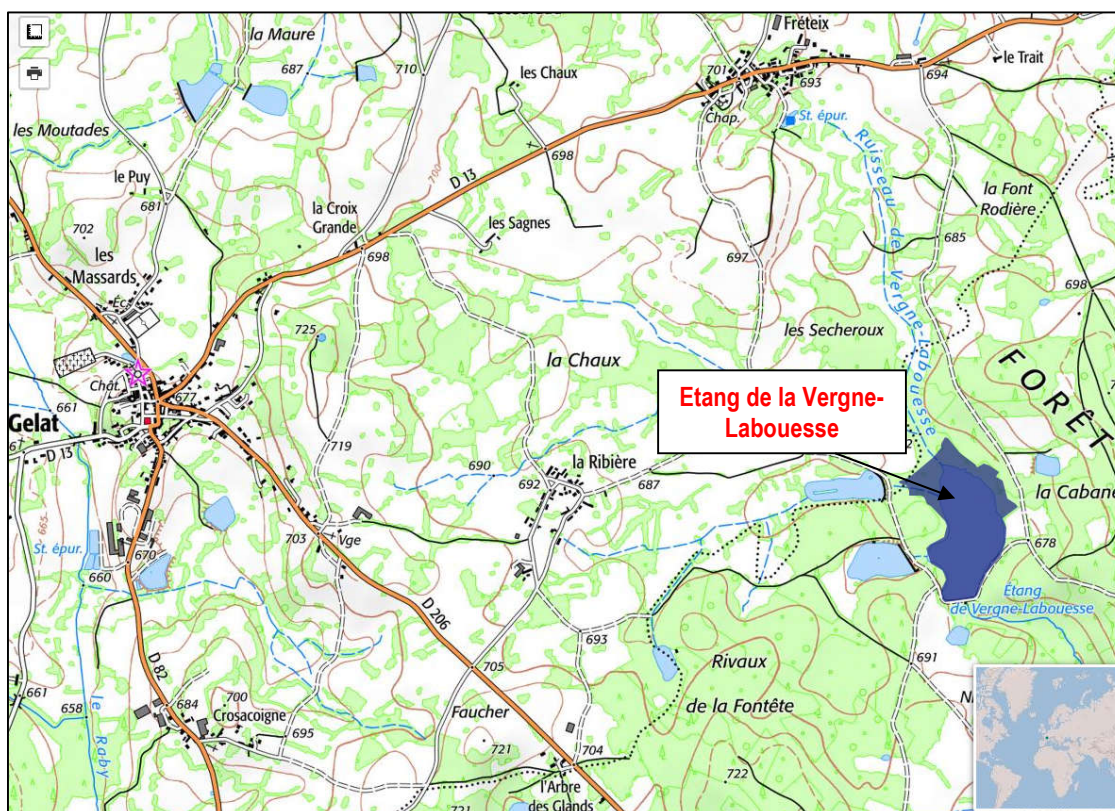 Fréteix
la Maure
le Trait
687
710
les Chaux
701
693
694
Chap.
St. épur.
les Moutades
698
D 13
700
Ruisseau de Vergne-Labouesse
la Font
Rodière
le Puy
681
la Croix
Grande
les Sagnes
702
les
Massards
698
697
685
698
Éc.
725
les Secheroux
la Chaux
FORÊT
Chât.
661
677
Gelat
D 13
Etang de la Vergne-
Labouesse
719
690
la Ribière
692
687
la Cabane
665
St. épur.
670
660
703
Vge
678
Étang
de Vergne-Labouesse
D 206
693
Rivaux
de la Fontête
691
D 82
705
661
658
684
700
Crosacoigne
695
Faucher
le Raby
721
704
l'Arbre
des Glands
722
721